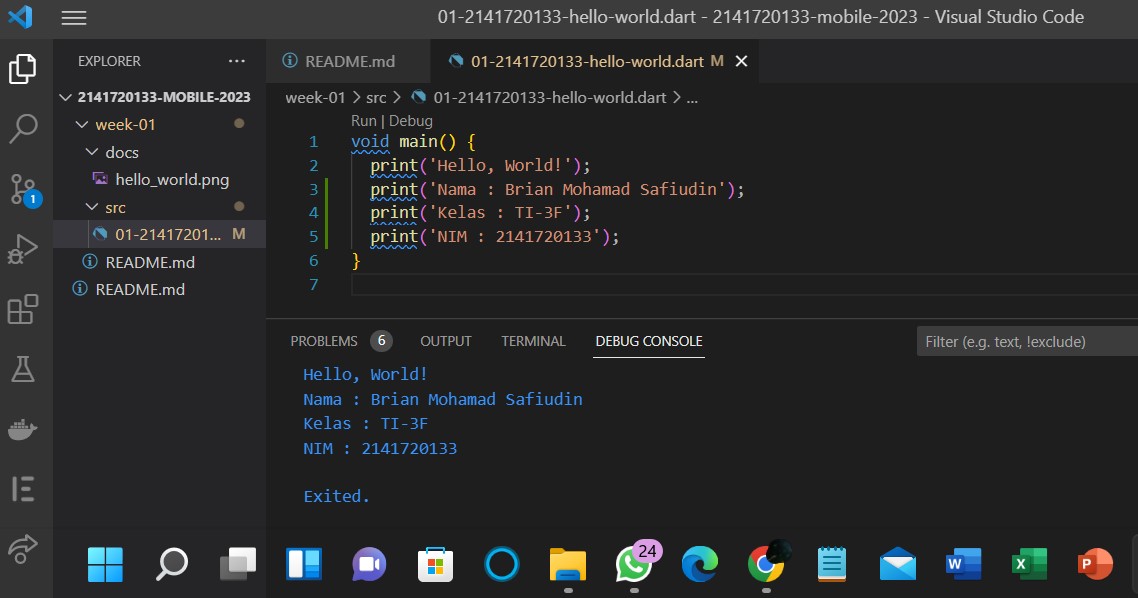 01-2141720133-hello-world.dart - 2141720133-mobile-2023 - Visual Studio Code
EXPLORER
2141720133-MOBILE-2023
week-01
docs
hello_world.png
src
01-21417201... M
README.md
README.md
1
README.md
01-2141720133-hello-world.dart M
week-01 > src > 01-2141720133-hello-world.dart > ...
Run | Debug
1 void main() {
2 print('Hello, World!');
3 print('Nama : Brian Mohamad Safiudin');
4 print('Kelas : TI-3F');
5 print('NIM : 2141720133');
6 }
7
PROBLEMS 6 OUTPUT TERMINAL DEBUG CONSOLE Filter (e.g. text, !exclude)
Hello, World!
Nama : Brian Mohamad Safiudin
Kelas : TI-3F
NIM : 2141720133
Exited.
24
W X P